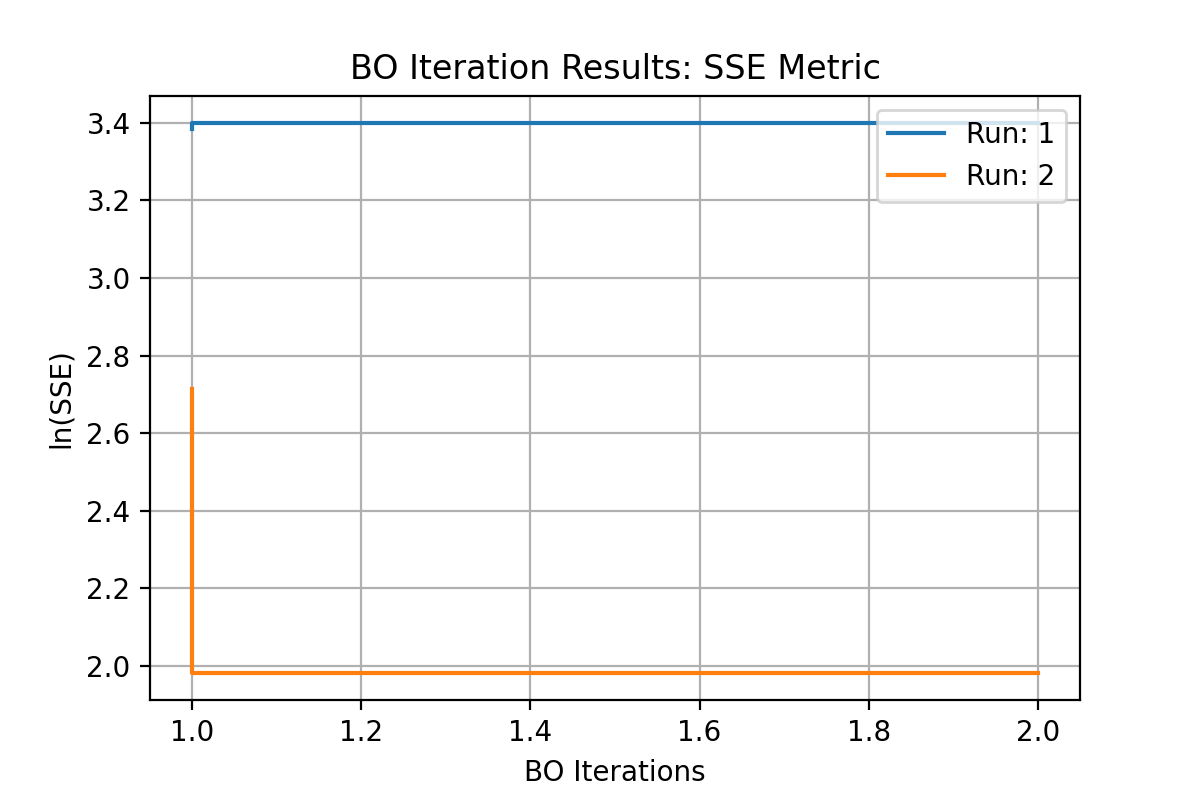 BO Iteration Results: SSE Metric
3.4
3.2
3.0
2.8
2.6
2.4
2.2
2.0
ln(SSE)
Run: 1
Run: 2
1.0 1.2 1.4 1.6 1.8 2.0
BO Iterations